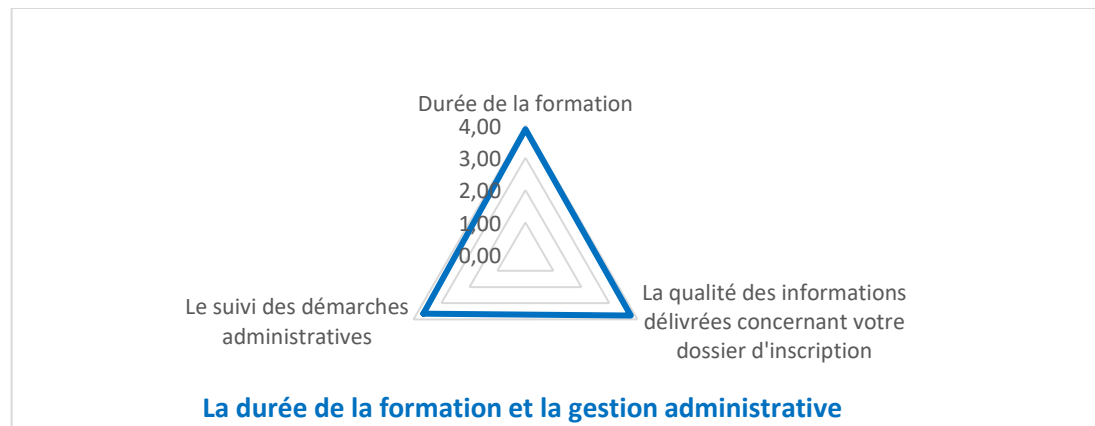 Durée de la formation
4,00
3,00
2,00
1,00
0,00
Le suivi des démarches
administratives
La qualité des informations
délivrées concernant votre
dossier d'inscription
La durée de la formation et la gestion administrative